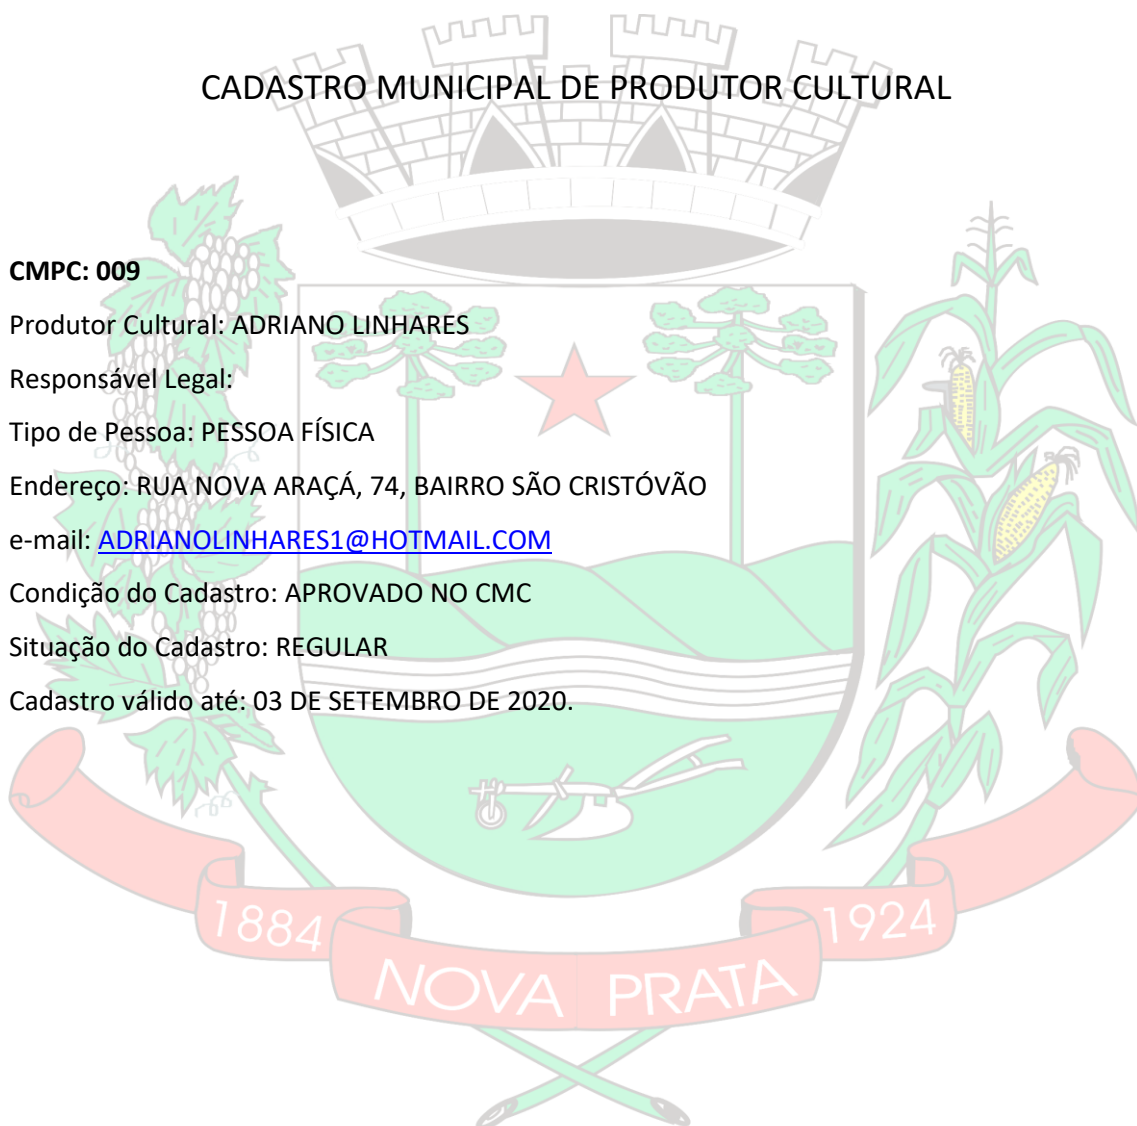 CADASTRO MUNICIPAL DE PRODUTOR CULTURAL
CMPC: 009
Produtor Cultural: ADRIANO LINHARES
Responsável Legal:
Tipo de Pessoa: PESSOA FÍSICA
Endereço: RUA NOVA ARAÇÁ, 74, BAIRRO SÃO CRISTÓVÃO
e-mail: ADRIANOLINHARES1@HOTMAIL.COM
Condição do Cadastro: APROVADO NO CMC
Situação do Cadastro: REGULAR
Cadastro válido até: 03 DE SETEMBRO DE 2020.
1884
1924
NOVA PRATA